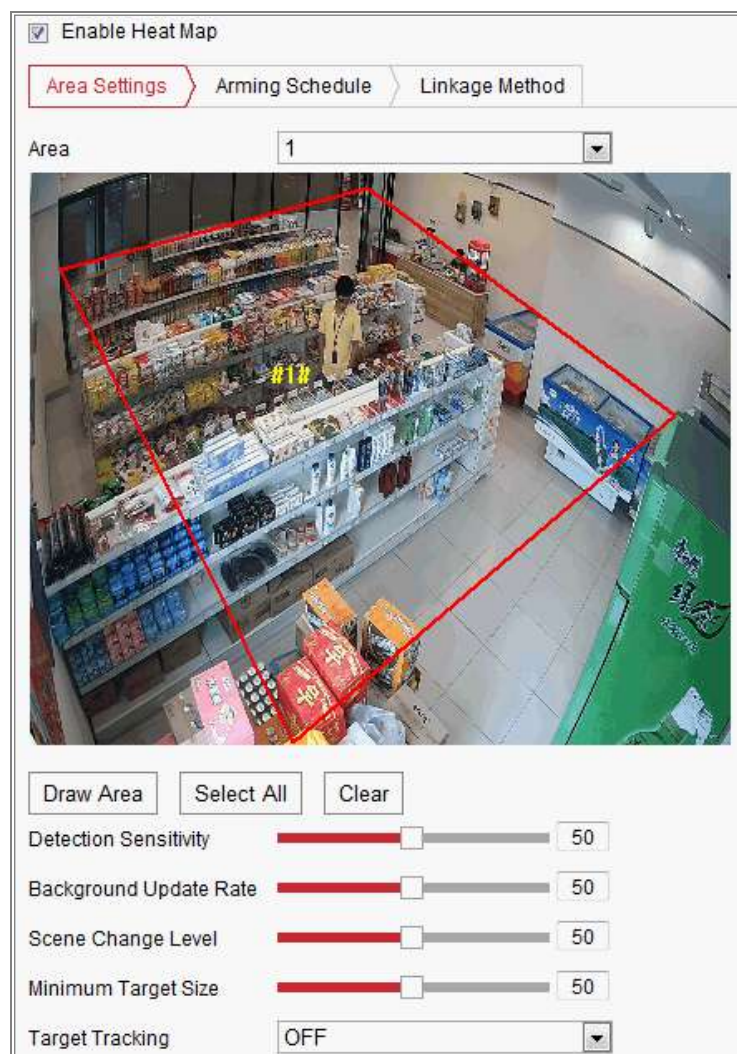 Enable Heat Map
Area Settings
Arming Schedule
Linkage Method
Area
1
#1#
Draw Area
Select All
Clear
Detection Sensitivity
50
Background Update Rate
50
Scene Change Level
50
Minimum Target Size
50
Target Tracking
OFF